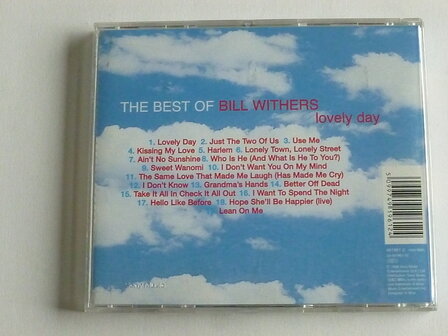 THE BEST OF BILL WITHERS
lovely day
1. Lovely Day 2. Just The Two Of Us 3. Use Me
4. Kissing My Love 5. Harlem 6. Lonely Town, Lonely Street
7. Ain't No Sunshine 8. Who Is He (And What Is He To You?)
9. Sweet Wanomi 10. I Don't Want You On My Mind
11. The Same Love That Made Me Laugh (Has Made Me Cry)
12. I Don't Know 13. Grandma's Hands 14. Better Off Dead
15. Take It All In Check It All Out 16. I Want To Spend The Night
17. Hello Like Before 18. Hope She'll Be Happier (live)
19. Lean On Me